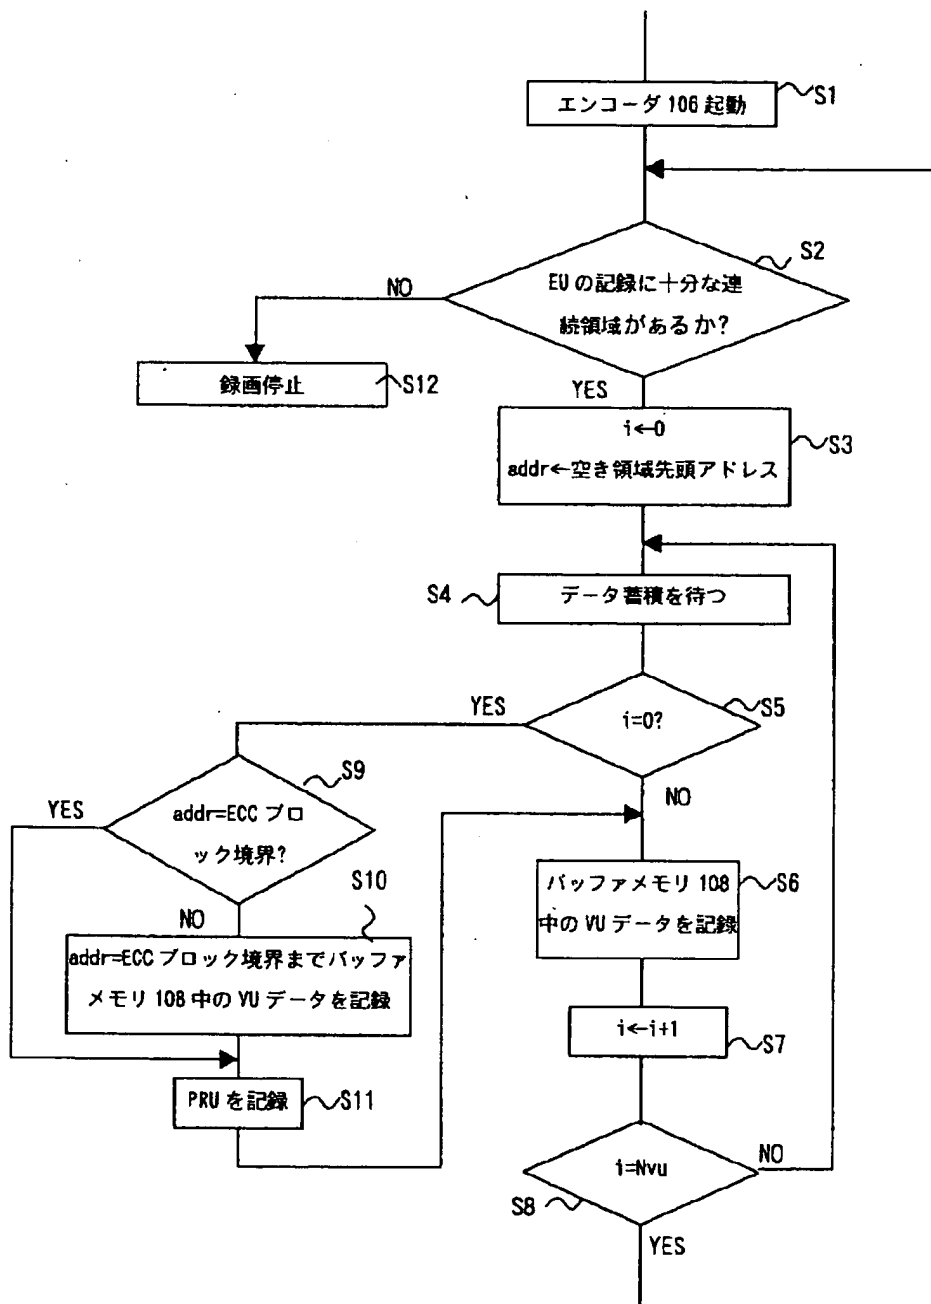 エンコーダ 106 起動
S1
S2
EU の記録に十分な連
続領域があるか?
NO
録画停止
S12
YES
i←0
addr←空き領域先頭アドレス
S3
S4
データ蓄積を待つ
YES
i=0?
S5
NO
S9
YES
addr=ECC ブロ
ック境界?
S10
NO
addr=ECC ブロック境界までバッファ
メモリ 108 中の VU データを記録
バッファメモリ 108
中の VU データを記録
S6
i←i+1
S7
PRU を記録
S11
i=Nvu
NO
S8
YES